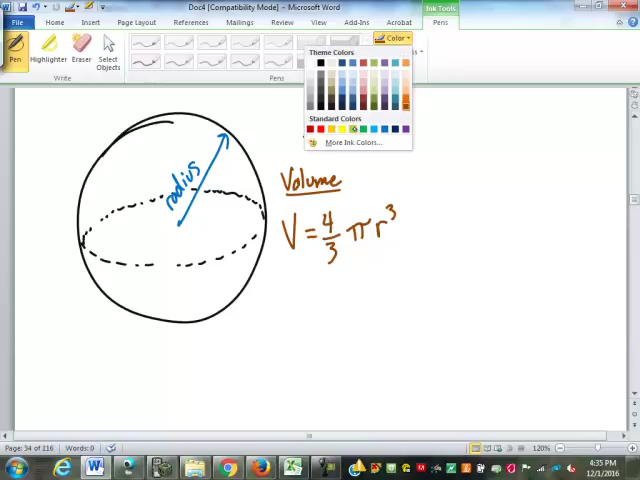 Doc4 [Compatibility Mode] - Microsoft Word
Ink Tools
File Home Insert Page Layout References Mailings Review View Add-Ins Acrobat Pens
Color
Pen Highlighter Eraser Select Objects
Write Pens
Theme Colors
Standard Colors
More Ink Colors...
radius
Volume
V = 4/3 π r³
Page: 34 of 116 Words: 0 120%
4:35 PM
12/1/2016